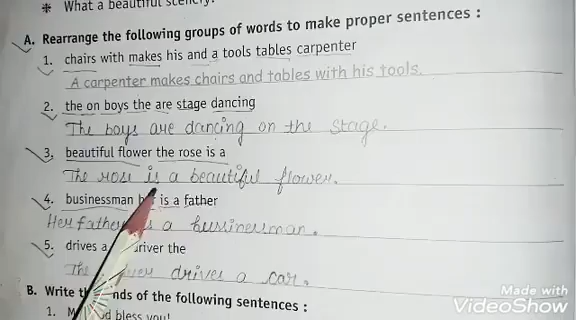 * What a beautiful scenery.
A. Rearrange the following groups of words to make proper sentences :
1. chairs with makes his and a tools tables carpenter
A carpenter makes chairs and tables with his tools.
2. the on boys the are stage dancing
The boys are dancing on the stage.
3. beautiful flower the rose is a
The rose is a beautiful flower.
4. businessman is a father
Her father is a bussinessman.
5. drives a the
The drives a car.
B. Write the of the following sentences :
1. bless you!
Made with
VideoShow